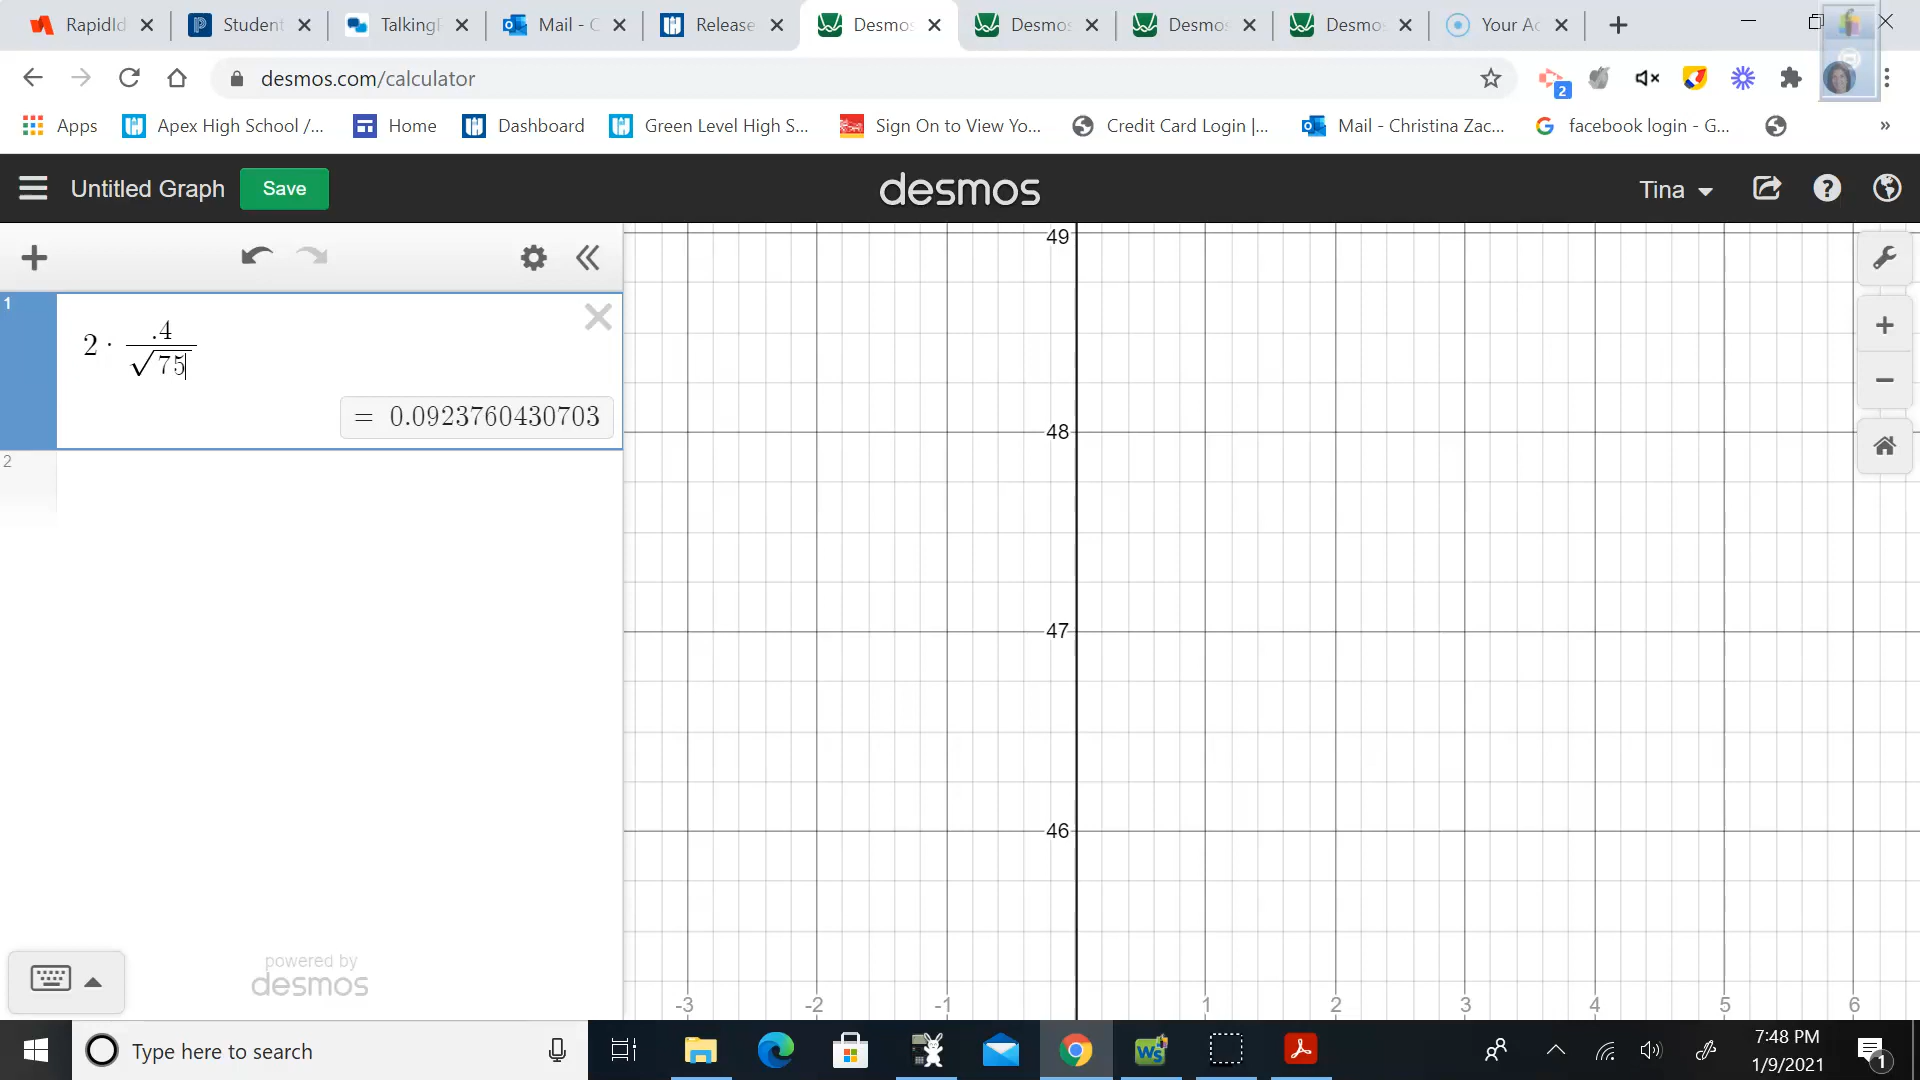 RapidId
Student
Talking
Mail - C
Release
Desmos
Desmos
Desmos
Desmos
Your Ac
desmos.com/calculator
2
Apps
Apex High School /...
Home
Dashboard
Green Level High S...
Sign On to View Yo...
Credit Card Login |...
Mail - Christina Zac...
facebook login - G...
»
Untitled Graph
Save
desmos
Tina
1
2 · .4/√75
= 0.0923760430703
2
49
48
47
46
-3
-2
-1
1
2
3
4
5
6
powered by
desmos
Type here to search
7:48 PM
1/9/2021
1